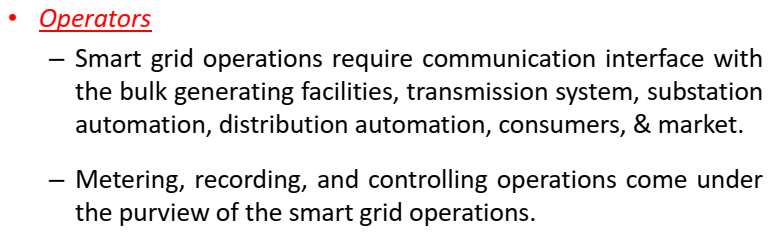 • Operators
– Smart grid operations require communication interface with
the bulk generating facilities, transmission system, substation
automation, distribution automation, consumers, & market.
– Metering, recording, and controlling operations come under
the purview of the smart grid operations.